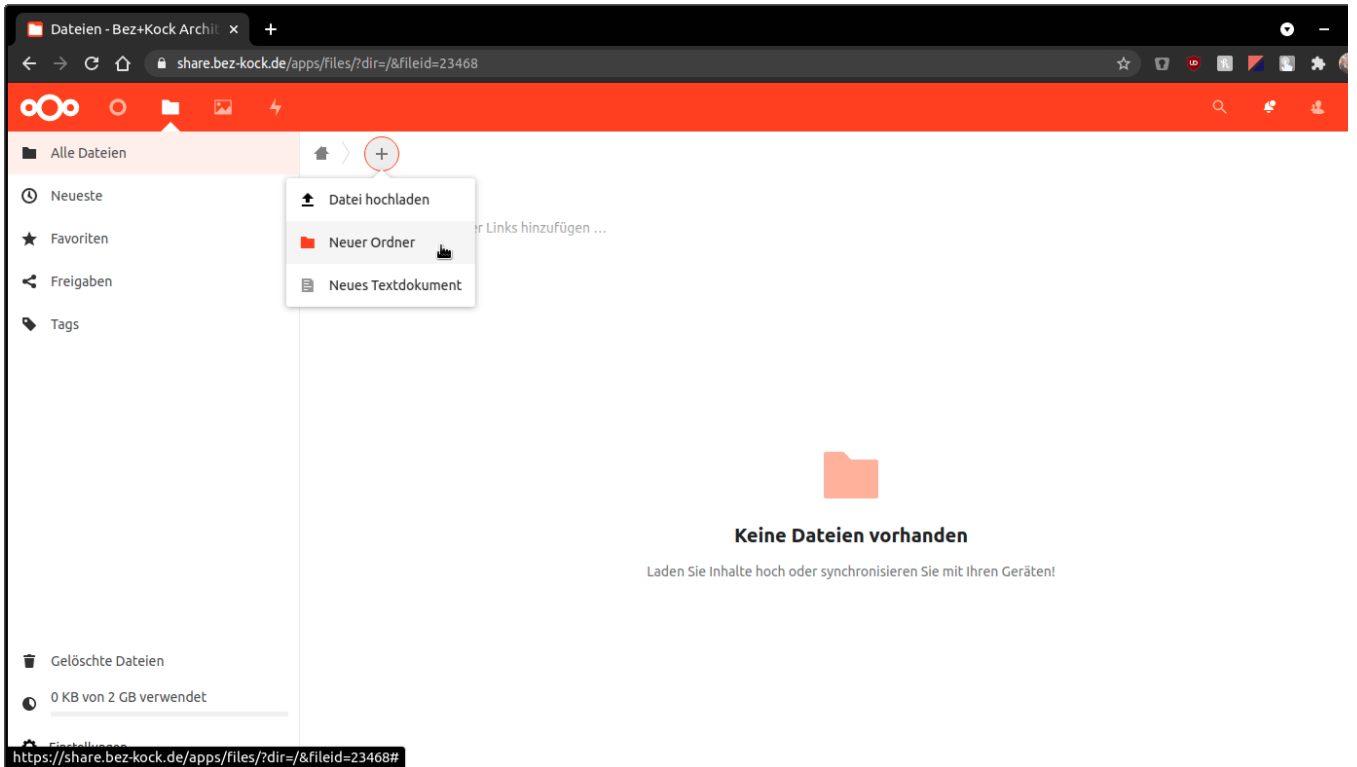 Dateien - Bez+Kock Archit
share.bez-kock.de/apps/files/?dir=/&fileid=23468
Alle Dateien
Neueste
Favoriten
Freigaben
Tags
Datei hochladen
Neuer Ordner
Neues Textdokument
Links hinzufügen …
Keine Dateien vorhanden
Laden Sie Inhalte hoch oder synchronisieren Sie mit Ihren Geräten!
Gelöschte Dateien
0 KB von 2 GB verwendet
Einstellungen
https://share.bez-kock.de/apps/files/?dir=/&fileid=23468#